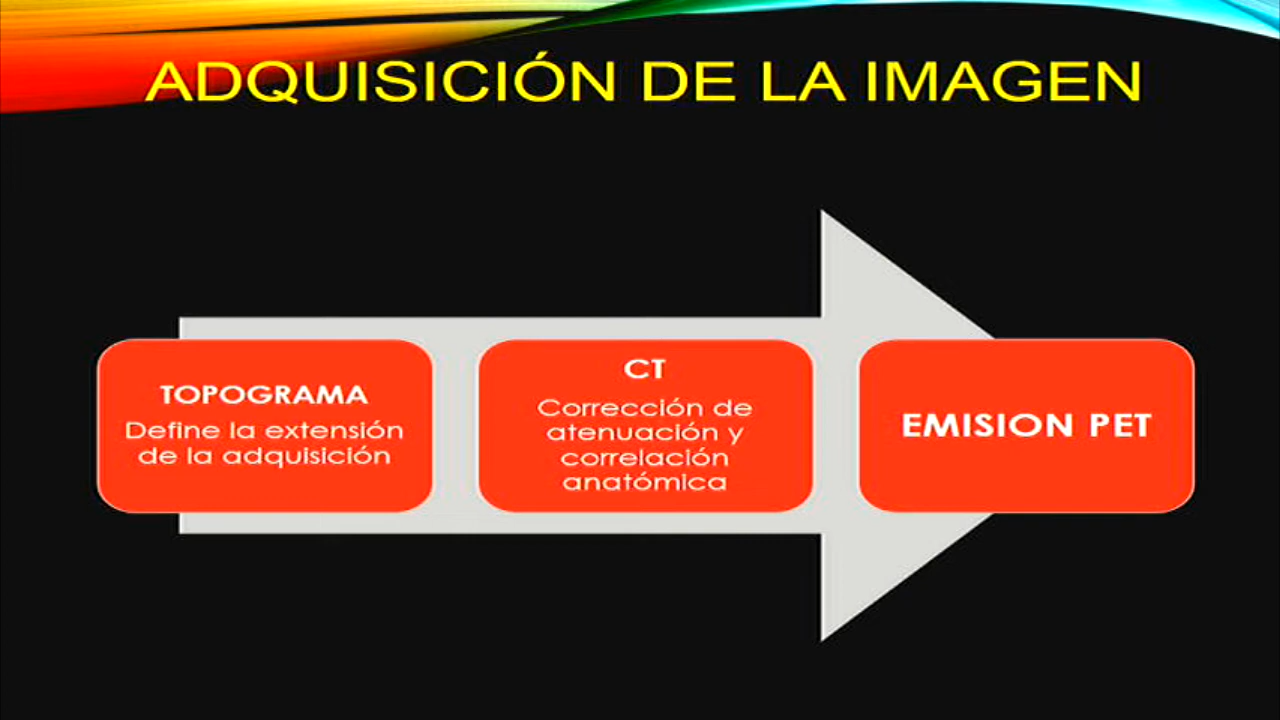 ADQUISICIÓN DE LA IMAGEN
TOPOGRAMA
Define la extensión
de la adquisición
CT
Corrección de
atenuación y
correlación
anatómica
EMISION PET